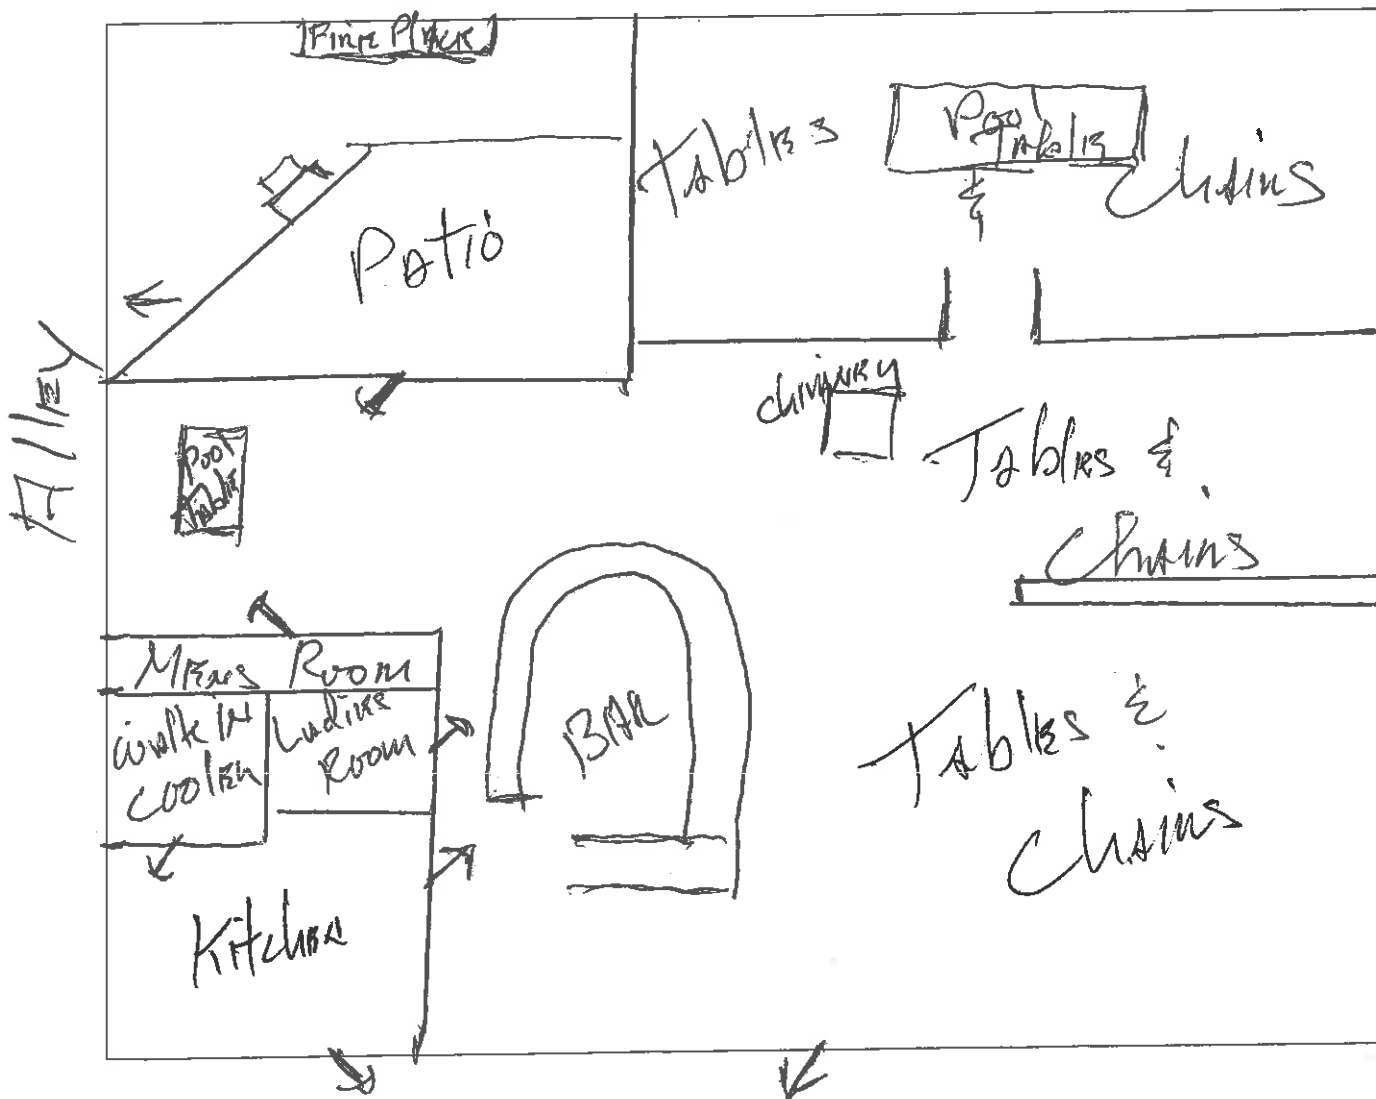 Fire Place
Tables
Pool
Table
&
Chairs
Patio
Alley
chimney
Pool
Table
Tables &
Chairs
Mens Room
walk in
cooler
Ladies
Room
BAR
Tables &
Chairs
Kitchen